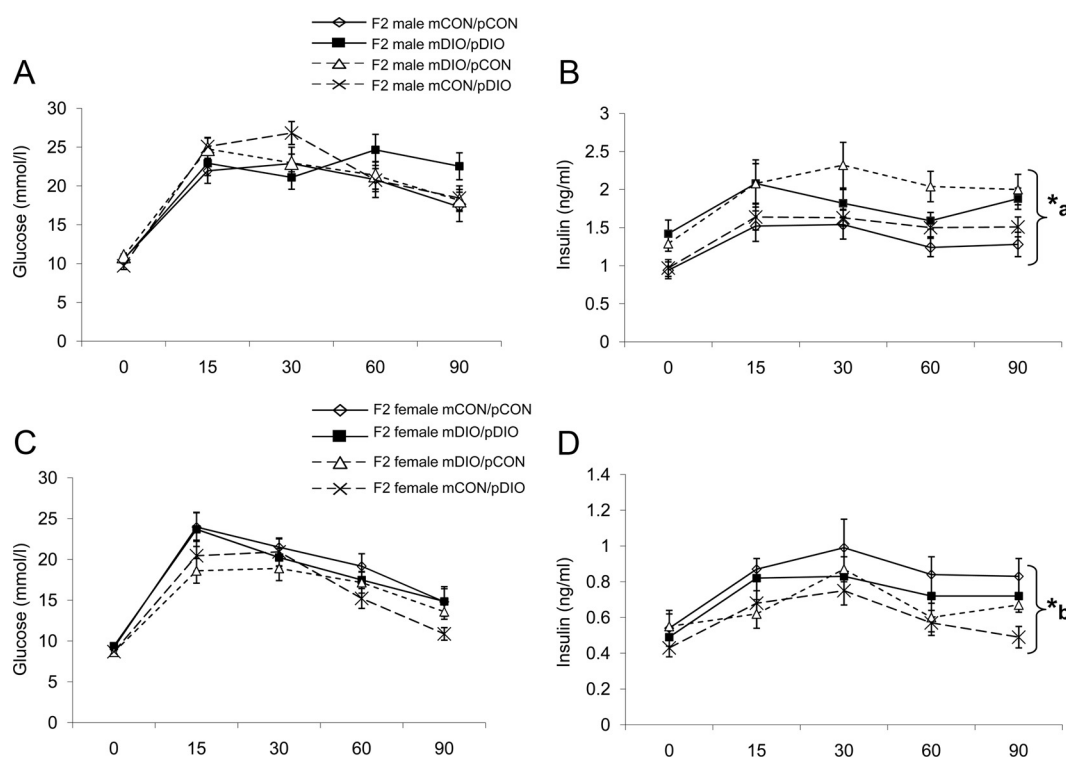 F2 male mCON/pCON
F2 male mDIO/pDIO
F2 male mDIO/pCON
F2 male mCON/pDIO
A
Glucose (mmol/l)
30
25
20
15
10
5
0
0 15 30 60 90
B
Insulin (ng/ml)
3
2.5
2
1.5
1
0.5
0
0 15 30 60 90
*a
F2 female mCON/pCON
F2 female mDIO/pDIO
F2 female mDIO/pCON
F2 female mCON/pDIO
C
Glucose (mmol/l)
30
25
20
15
10
5
0
0 15 30 60 90
D
Insulin (ng/ml)
1.4
1.2
1
0.8
0.6
0.4
0.2
0
0 15 30 60 90
*b